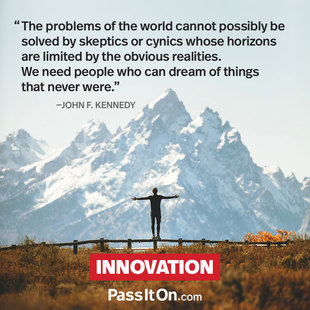 “The problems of the world cannot possibly be
solved by skeptics or cynics whose horizons
are limited by the obvious realities.
We need people who can dream of things
that never were.”
–JOHN F. KENNEDY
INNOVATION
PassItOn.com